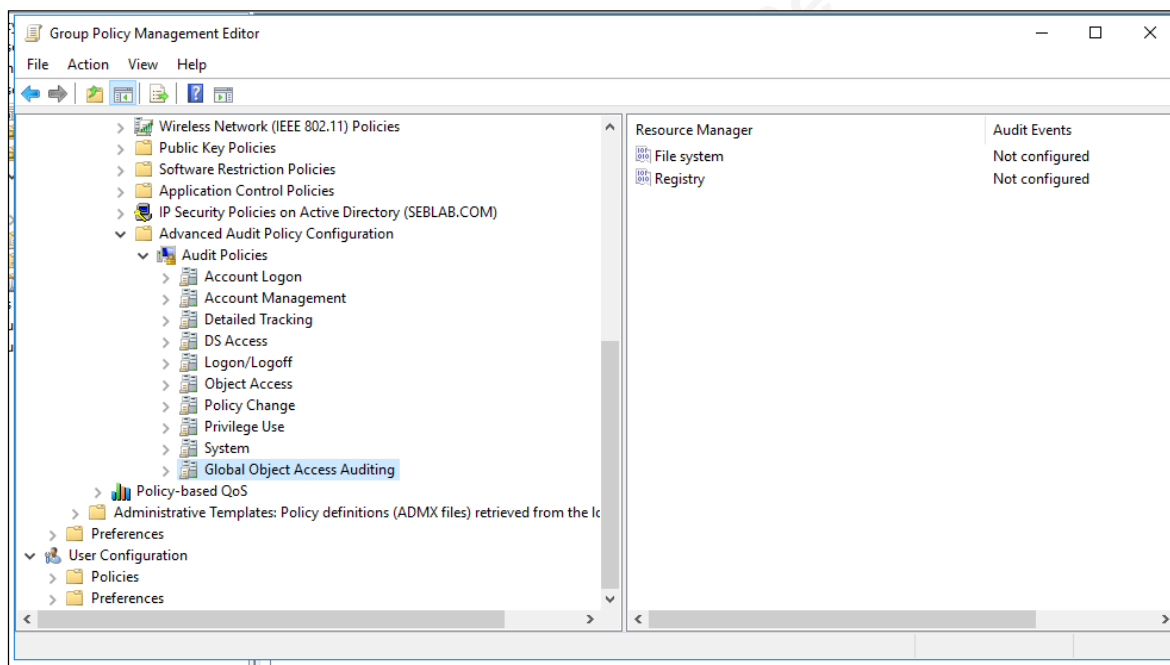 Group Policy Management Editor
File Action View Help
Wireless Network (IEEE 802.11) Policies
Public Key Policies
Software Restriction Policies
Application Control Policies
IP Security Policies on Active Directory (SEBLAB.COM)
Advanced Audit Policy Configuration
Audit Policies
Account Logon
Account Management
Detailed Tracking
DS Access
Logon/Logoff
Object Access
Policy Change
Privilege Use
System
Global Object Access Auditing
Policy-based QoS
Administrative Templates: Policy definitions (ADMX files) retrieved from the lc
Preferences
User Configuration
Policies
Preferences
Resource Manager Audit Events
File system Not configured
Registry Not configured